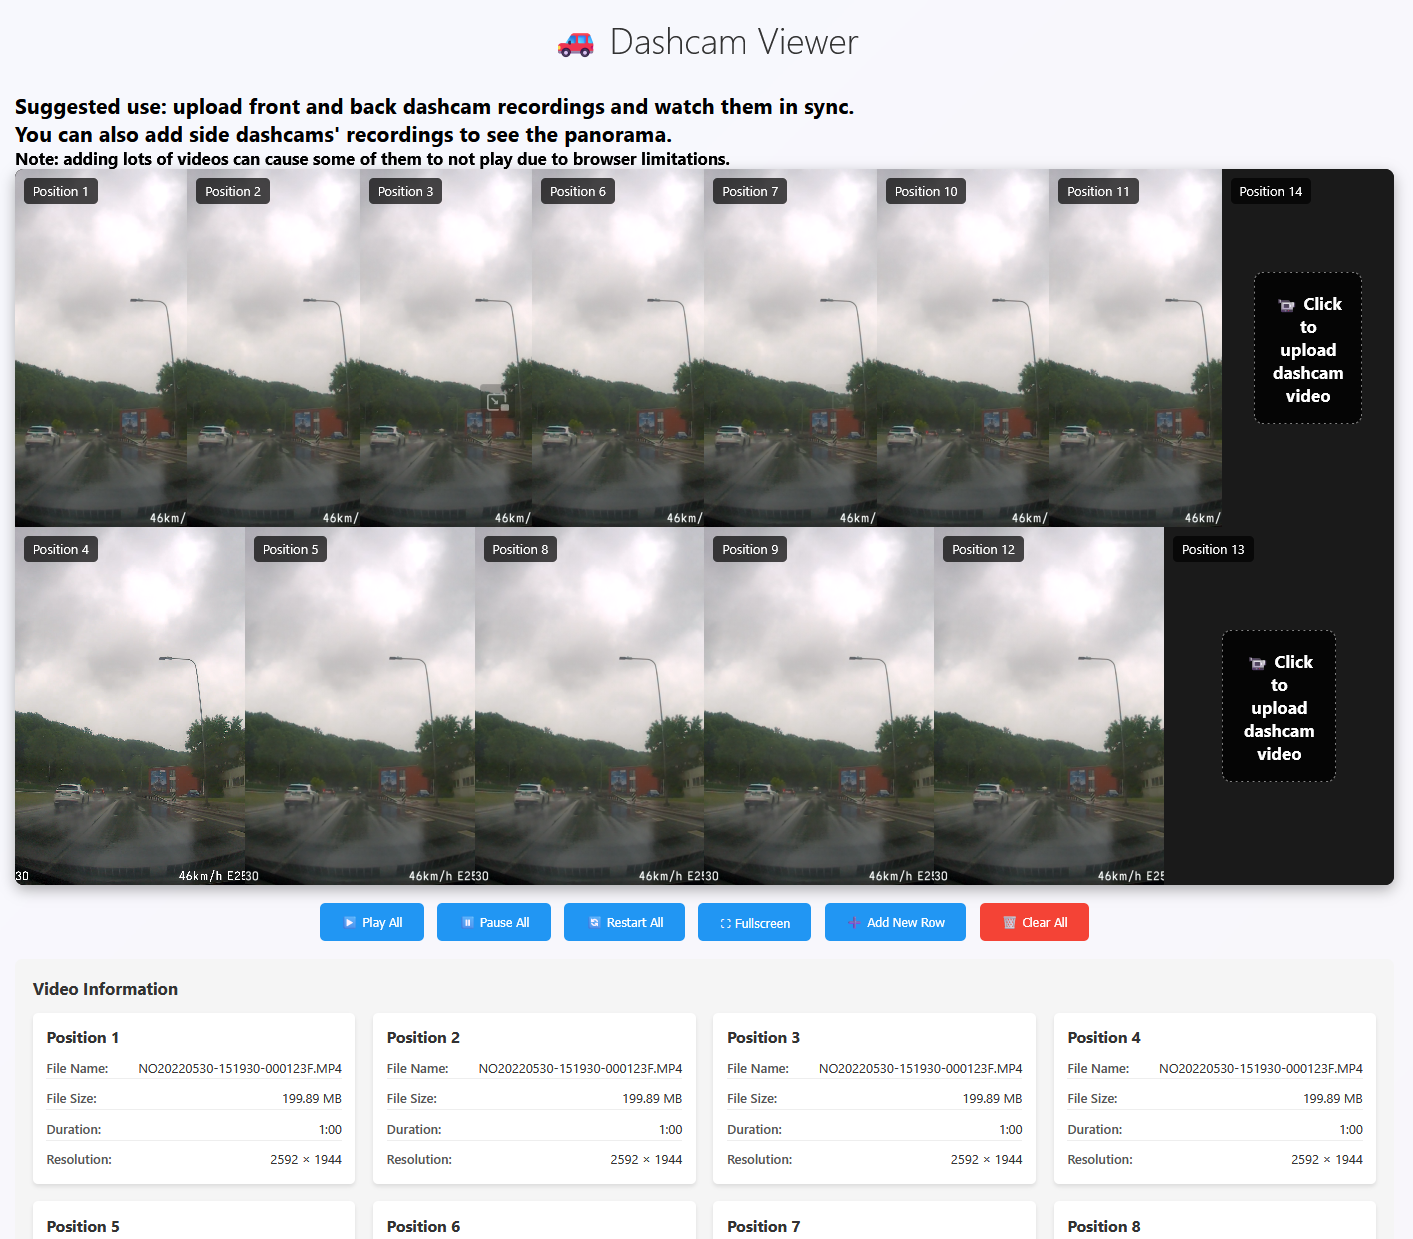 Dashcam Viewer
Suggested use: upload front and back dashcam recordings and watch them in sync.
You can also add side dashcams' recordings to see the panorama.
Note: adding lots of videos can cause some of them to not play due to browser limitations.
Position 1
Position 2
Position 3
Position 6
Position 7
Position 10
Position 11
Position 14
Click
to
upload
dashcam
video
46km/
46km/
46km/
46km/
46km/
46km/
46km/
Position 4
Position 5
Position 8
Position 9
Position 12
Position 13
Click
to
upload
dashcam
video
30 46km/h E25
30 46km/h E25
30 46km/h E25
30 46km/h E25
30 46km/h E25
Play All
Pause All
Restart All
Fullscreen
Add New Row
Clear All
Video Information
Position 1
File Name: NO20220530-151930-000123F.MP4
File Size: 199.89 MB
Duration: 1:00
Resolution: 2592 × 1944
Position 2
File Name: NO20220530-151930-000123F.MP4
File Size: 199.89 MB
Duration: 1:00
Resolution: 2592 × 1944
Position 3
File Name: NO20220530-151930-000123F.MP4
File Size: 199.89 MB
Duration: 1:00
Resolution: 2592 × 1944
Position 4
File Name: NO20220530-151930-000123F.MP4
File Size: 199.89 MB
Duration: 1:00
Resolution: 2592 × 1944
Position 5
Position 6
Position 7
Position 8